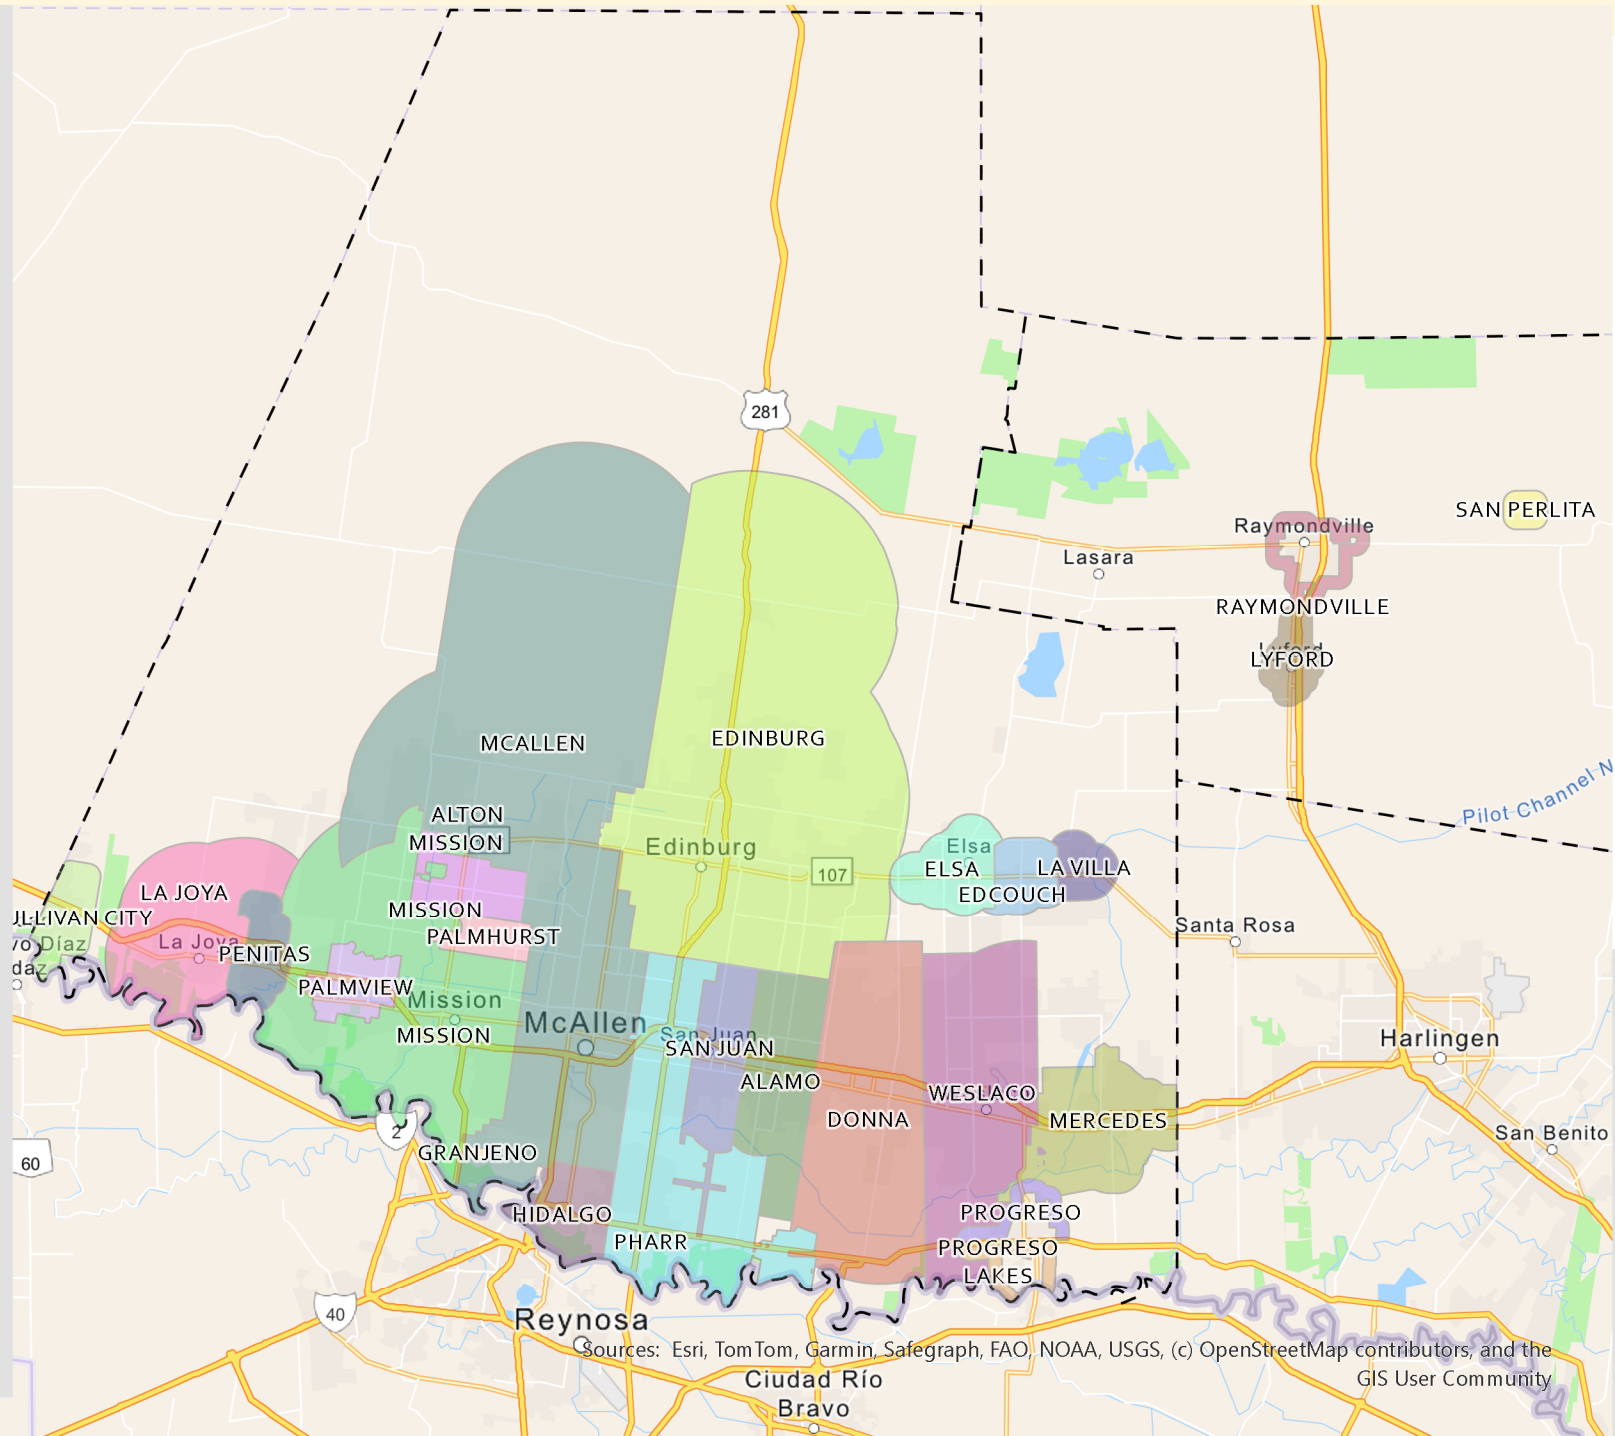 281
SAN PERLITA
Raymondville
Lasara
RAYMONDVILLE
LYFORD
EDINBURG
MCALLEN
Pilot Channel N
ALTON
MISSION
Edinburg
Elsa
107
ELSA
LA VILLA
EDCOUCH
LA JOYA
MISSION
ULLIVAN CITY
PALMHURST
Santa Rosa
La Joya
vo Díaz
PENITAS
daz
PALMVIEW
Mission
McAllen
San Juan
MISSION
SAN JUAN
Harlingen
ALAMO
WESLACO
DONNA
MERCEDES
2
San Benito
GRANJENO
60
HIDALGO
PROGRESO
PHARR
PROGRESO
LAKES
40
Reynosa
Sources: Esri, TomTom, Garmin, Safegraph, FAO, NOAA, USGS, (c) OpenStreetMap contributors, and the
GIS User Community
Ciudad Río
Bravo